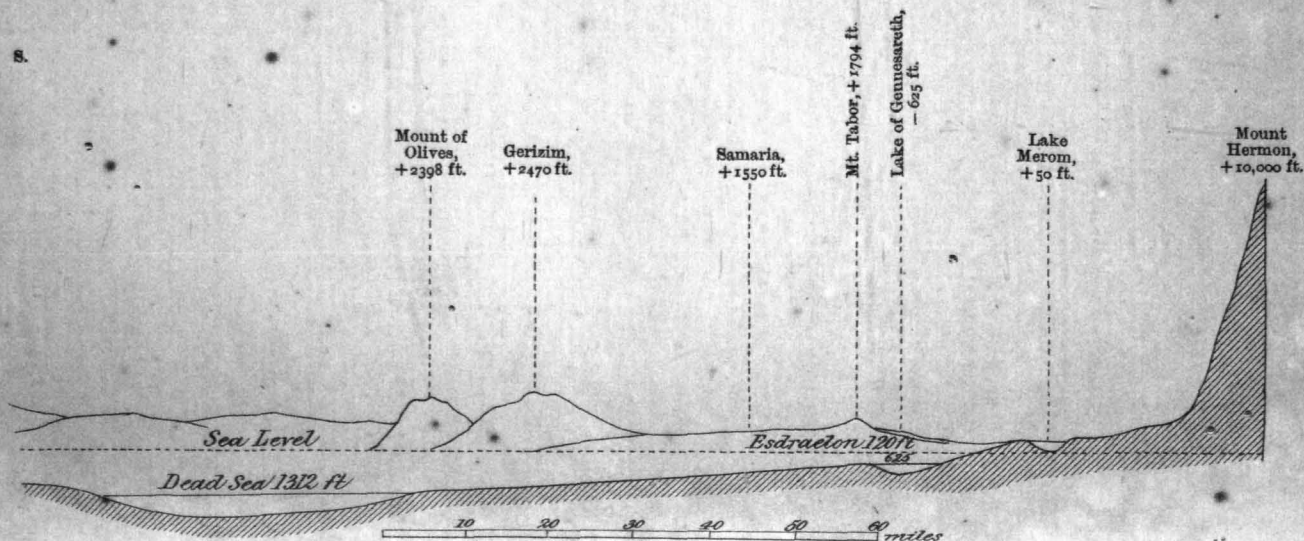 S.
Mount of
Olives,
+2398 ft.
Gerizim,
+2470 ft.
Samaria,
+1550 ft.
Mt. Tabor, +1794 ft.
Lake of Gennesareth,
— 625 ft.
Lake
Merom,
+50 ft.
Mount
Hermon,
+10,000 ft.
Sea Level
Esdraelon 120 ft
625
Dead Sea 1312 ft
10 20 30 40 50 60 miles